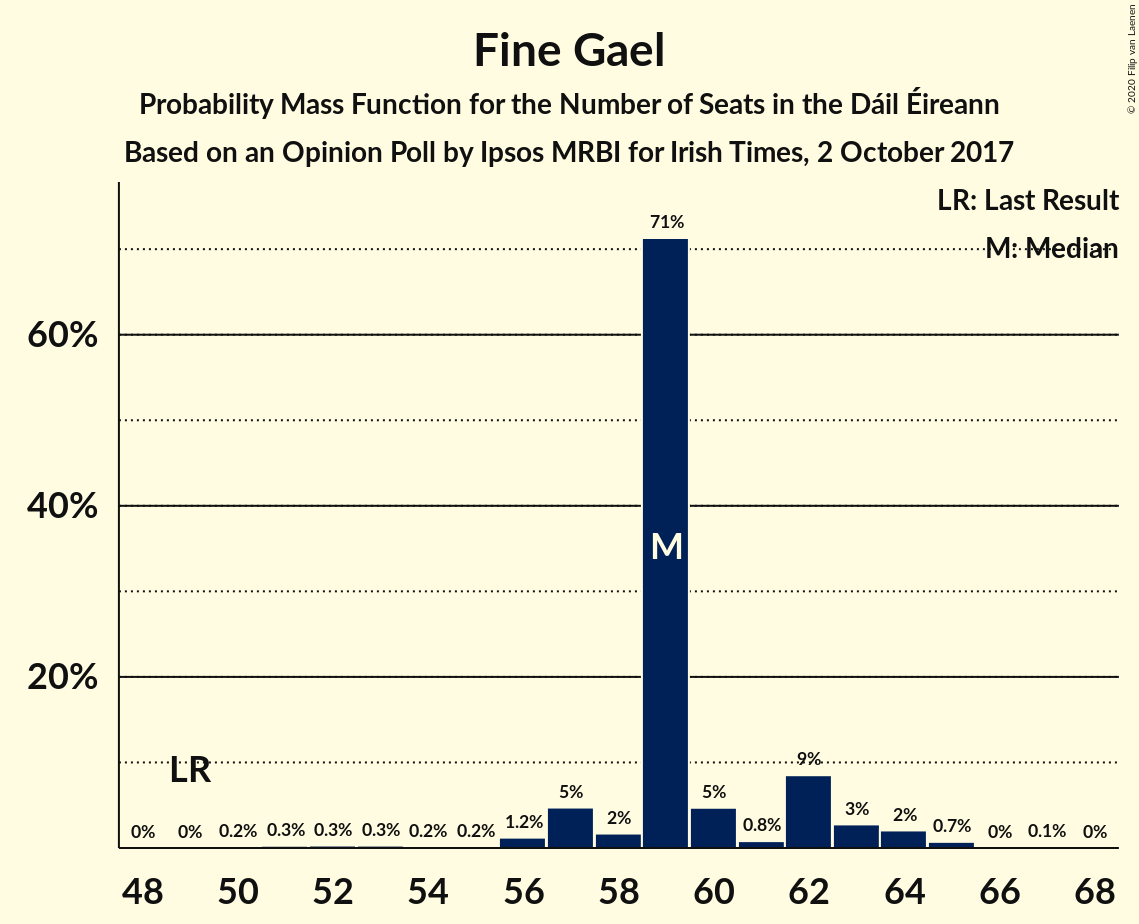 Fine Gael
Probability Mass Function for the Number of Seats in the Dáil Éireann
Based on an Opinion Poll by Ipsos MRBI for Irish Times, 2 October 2017
© 2020 Filip van Laenen
LR: Last Result
M: Median
60%
40%
20%
0% 0% 0.2% 0.3% 0.3% 0.3% 0.2% 0.2% 1.2% 5% 2% 71% 5% 0.8% 9% 3% 2% 0.7% 0% 0.1% 0%
LR
M
48 50 52 54 56 58 60 62 64 66 68